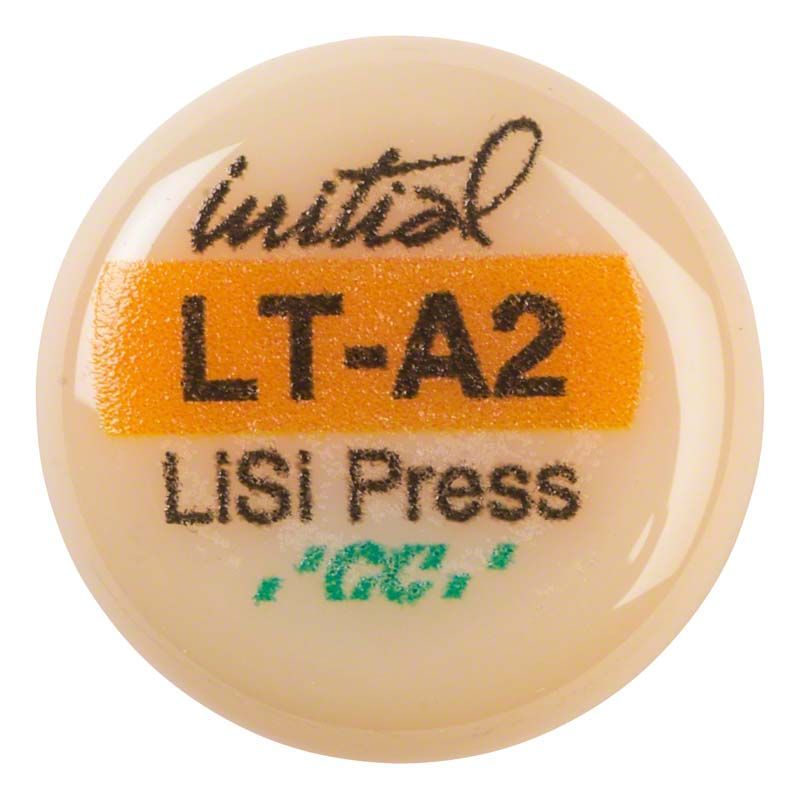 initial
LT-A2
LiSi Press
GC